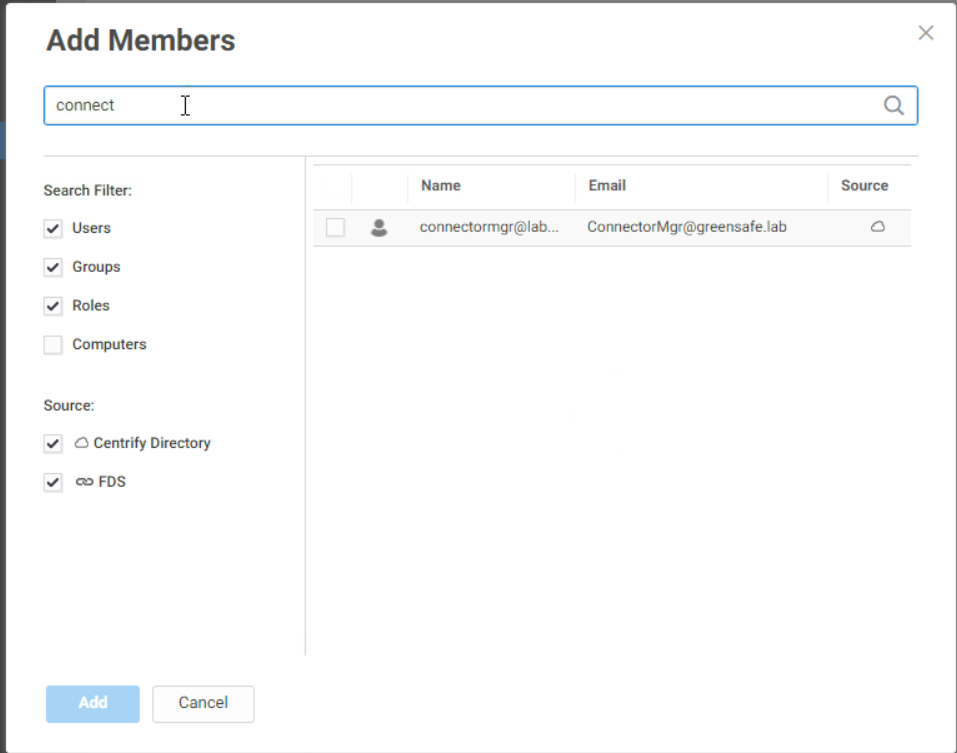 Add Members
connect
Search Filter:
Users
Groups
Roles
Computers
Source:
Centrify Directory
FDS
Name Email Source
connectormgr@lab... ConnectorMgr@greensafe.lab
Add Cancel